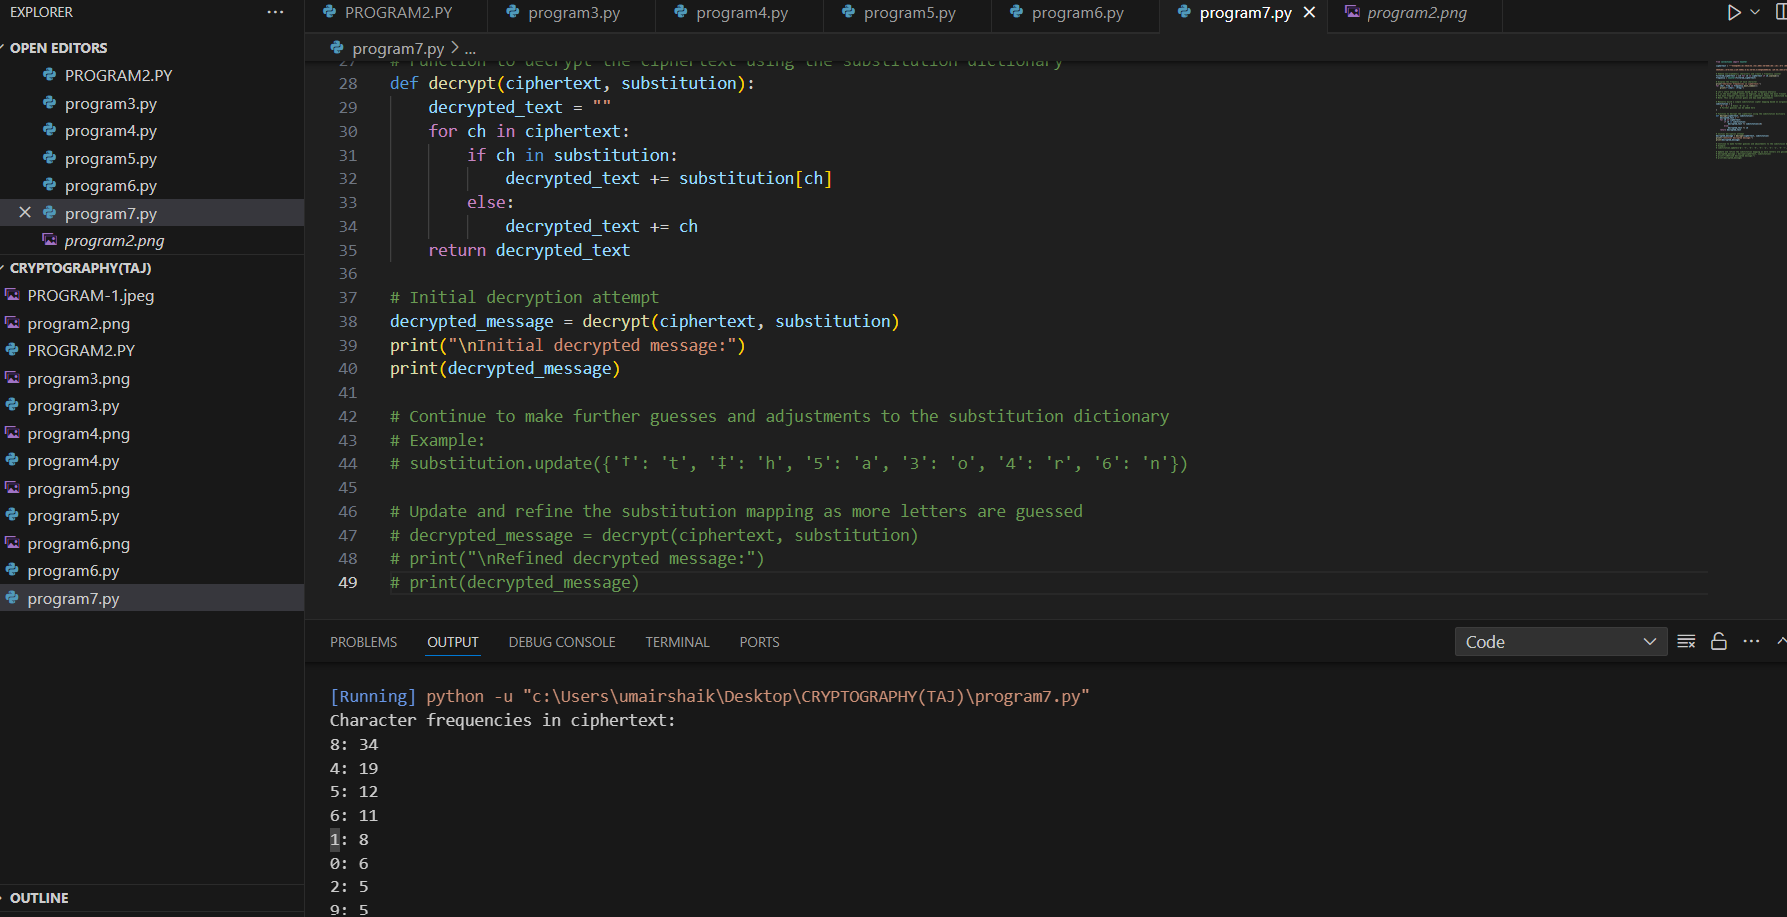 EXPLORER
OPEN EDITORS
PROGRAM2.PY
program3.py
program4.py
program5.py
program6.py
program7.py
program2.png
CRYPTOGRAPHY(TAJ)
PROGRAM-1.jpeg
program2.png
PROGRAM2.PY
program3.png
program3.py
program4.png
program4.py
program5.png
program5.py
program6.png
program6.py
program7.py
OUTLINE
PROGRAM2.PY program3.py program4.py program5.py program6.py program7.py program2.png
program7.py > ...
27 # Function to decrypt the ciphertext using the substitution dictionary
28 def decrypt(ciphertext, substitution):
29 decrypted_text = ""
30 for ch in ciphertext:
31 if ch in substitution:
32 decrypted_text += substitution[ch]
33 else:
34 decrypted_text += ch
35 return decrypted_text
36
37 # Initial decryption attempt
38 decrypted_message = decrypt(ciphertext, substitution)
39 print("\nInitial decrypted message:")
40 print(decrypted_message)
41
42 # Continue to make further guesses and adjustments to the substitution dictionary
43 # Example:
44 # substitution.update({'†': 't', '‡': 'h', '5': 'a', '3': 'o', '4': 'r', '6': 'n'})
45
46 # Update and refine the substitution mapping as more letters are guessed
47 # decrypted_message = decrypt(ciphertext, substitution)
48 # print("\nRefined decrypted message:")
49 # print(decrypted_message)
PROBLEMS OUTPUT DEBUG CONSOLE TERMINAL PORTS
Code
[Running] python -u "c:\Users\umairshaik\Desktop\CRYPTOGRAPHY(TAJ)\program7.py"
Character frequencies in ciphertext:
8: 34
4: 19
5: 12
6: 11
1: 8
0: 6
2: 5
9: 5